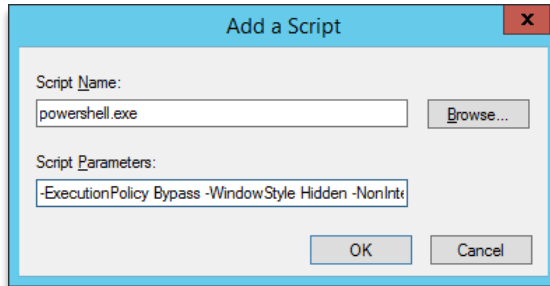 Add a Script
x
Script Name:
powershell.exe
Browse...
Script Parameters:
-ExecutionPolicy Bypass -WindowStyle Hidden -NonInte
OK
Cancel